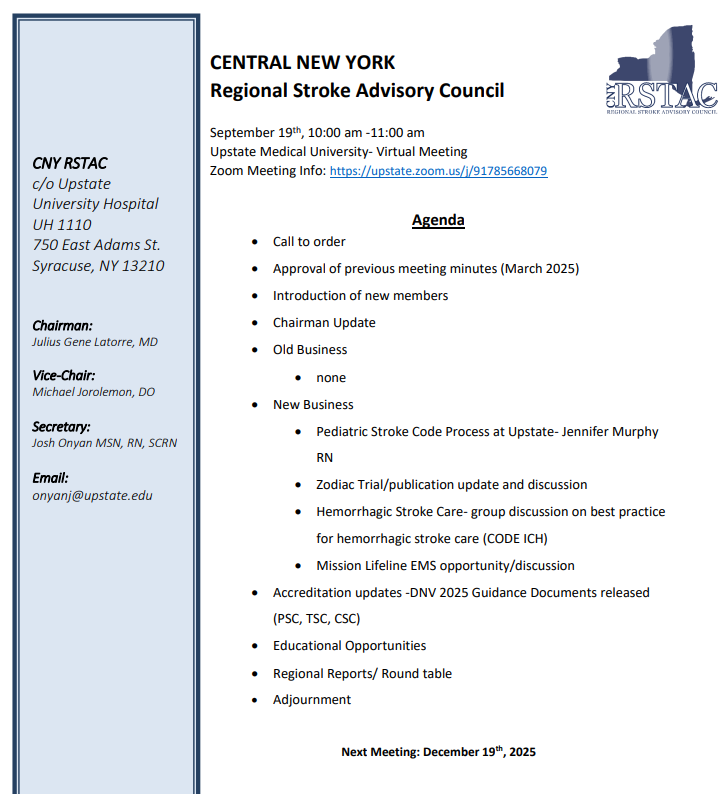 CENTRAL NEW YORK
Regional Stroke Advisory Council
CNY RSTAC
REGIONAL STROKE ADVISORY COUNCIL
September 19th, 10:00 am -11:00 am
Upstate Medical University- Virtual Meeting
Zoom Meeting Info: https://upstate.zoom.us/j/91785668079
CNY RSTAC
c/o Upstate
University Hospital
UH 1110
750 East Adams St.
Syracuse, NY 13210
Chairman:
Julius Gene Latorre, MD
Vice-Chair:
Michael Jorolemon, DO
Secretary:
Josh Onyan MSN, RN, SCRN
Email:
onyanj@upstate.edu
Agenda
• Call to order
• Approval of previous meeting minutes (March 2025)
• Introduction of new members
• Chairman Update
• Old Business
• none
• New Business
• Pediatric Stroke Code Process at Upstate- Jennifer Murphy
RN
• Zodiac Trial/publication update and discussion
• Hemorrhagic Stroke Care- group discussion on best practice
for hemorrhagic stroke care (CODE ICH)
• Mission Lifeline EMS opportunity/discussion
• Accreditation updates -DNV 2025 Guidance Documents released
(PSC, TSC, CSC)
• Educational Opportunities
• Regional Reports/ Round table
• Adjournment
Next Meeting: December 19th, 2025